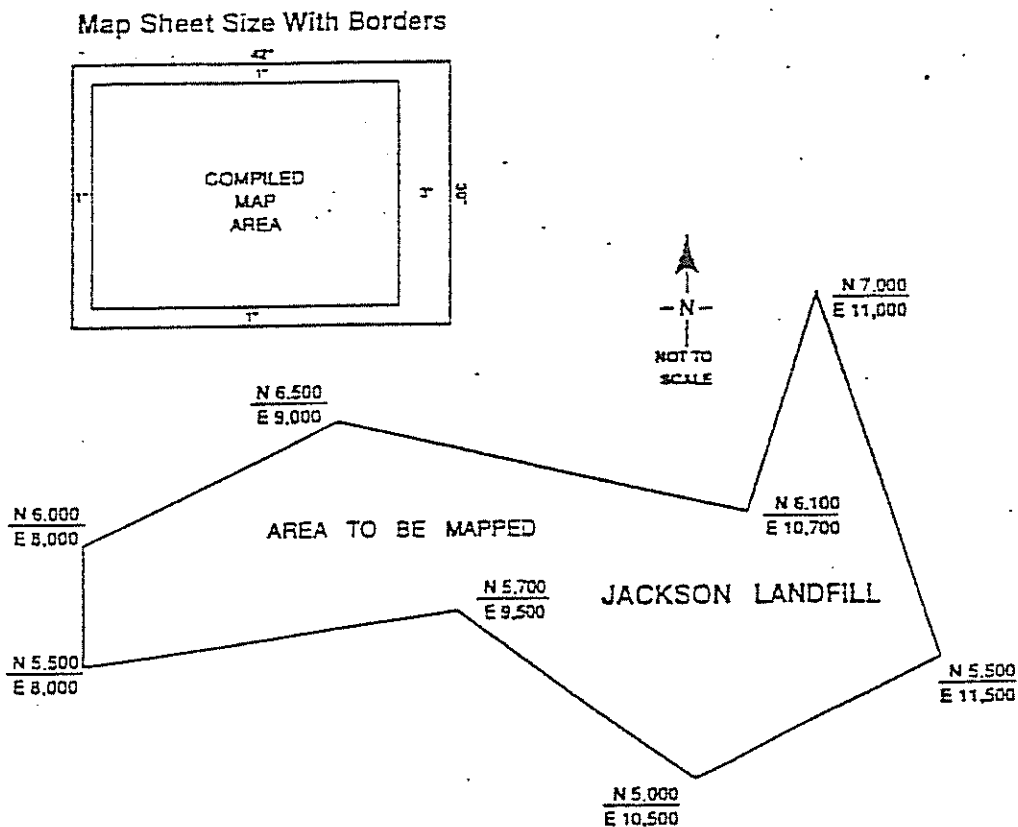 Map Sheet Size With Borders
42"
1"
COMPILED
MAP
AREA
1"
4"
30"
1"
N
NOT TO
SCALE
N 7.000
E 11,000
N 6.500
E 9,000
N 6.000
E 8,000
AREA TO BE MAPPED
N 6.100
E 10,700
N 5.700
E 9,500
JACKSON LANDFILL
N 5.500
E 8,000
N 5.500
E 11,500
N 5.000
E 10,500